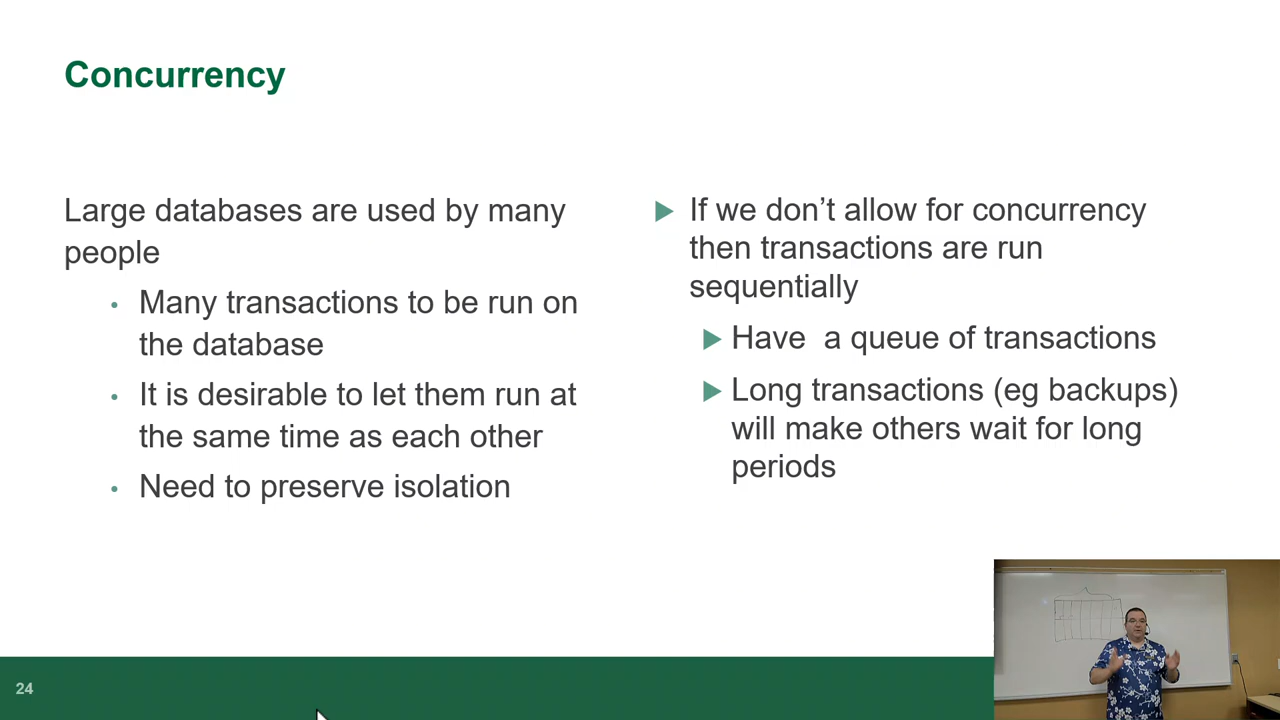 Concurrency
Large databases are used by many
people
• Many transactions to be run on
the database
• It is desirable to let them run at
the same time as each other
• Need to preserve isolation
If we don’t allow for concurrency
then transactions are run
sequentially
Have a queue of transactions
Long transactions (eg backups)
will make others wait for long
periods
24